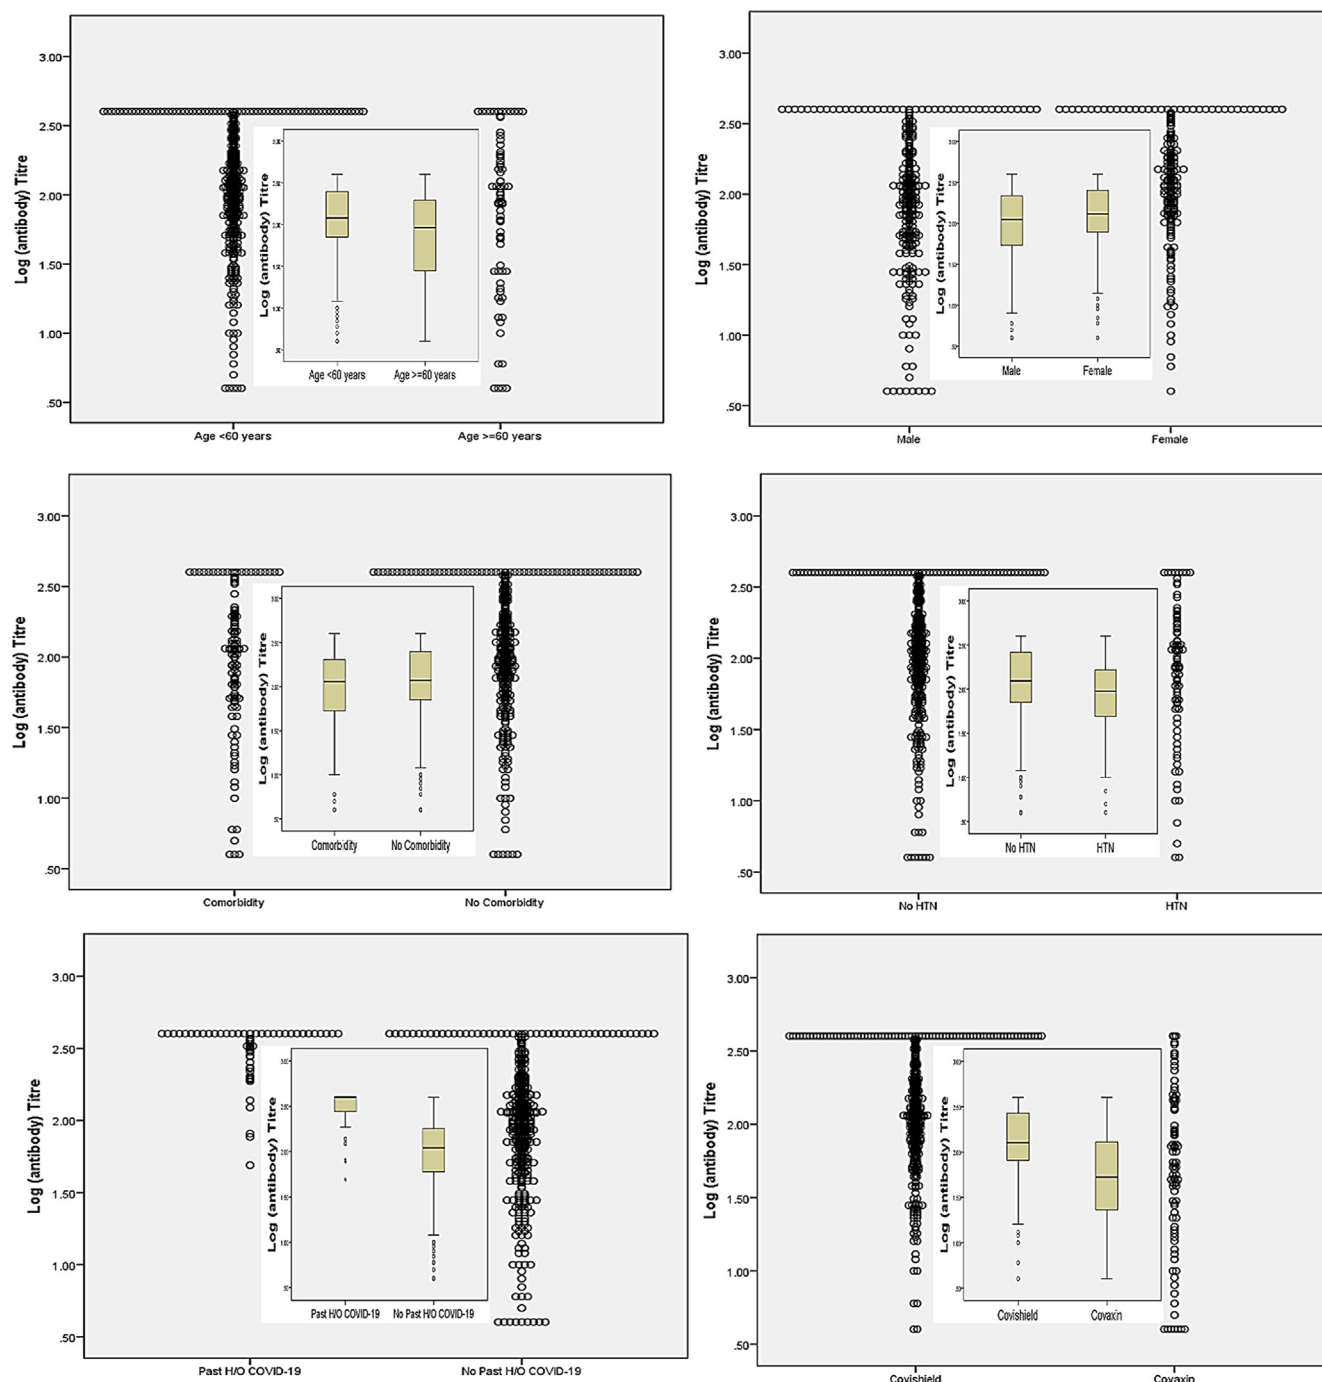 3.00
2.50
2.00
1.50
1.00
.50
Log (antibody) Titre
Log (antibody) Titre
Age <60 years
Age >=60 years
Age <60 years
Age >=60 years
3.00
2.50
2.00
1.50
1.00
.50
Log (antibody) Titre
Log (antibody) Titre
Male
Female
Male
Female
3.00
2.50
2.00
1.50
1.00
.50
Log (antibody) Titre
Log (antibody) Titre
Comorbidity
No Comorbidity
Comorbidity
No Comorbidity
3.00
2.50
2.00
1.50
1.00
.50
Log (antibody) Titre
Log (antibody) Titre
No HTN
HTN
No HTN
HTN
3.00
2.50
2.00
1.50
1.00
.50
Log (antibody) Titre
Log (antibody) Titre
Past H/O COVID-19
No Past H/O COVID-19
Past H/O COVID-19
No Past H/O COVID-19
3.00
2.50
2.00
1.50
1.00
.50
Log (antibody) Titre
Log (antibody) Titre
Covishield
Covaxin
Covishield
Covaxin